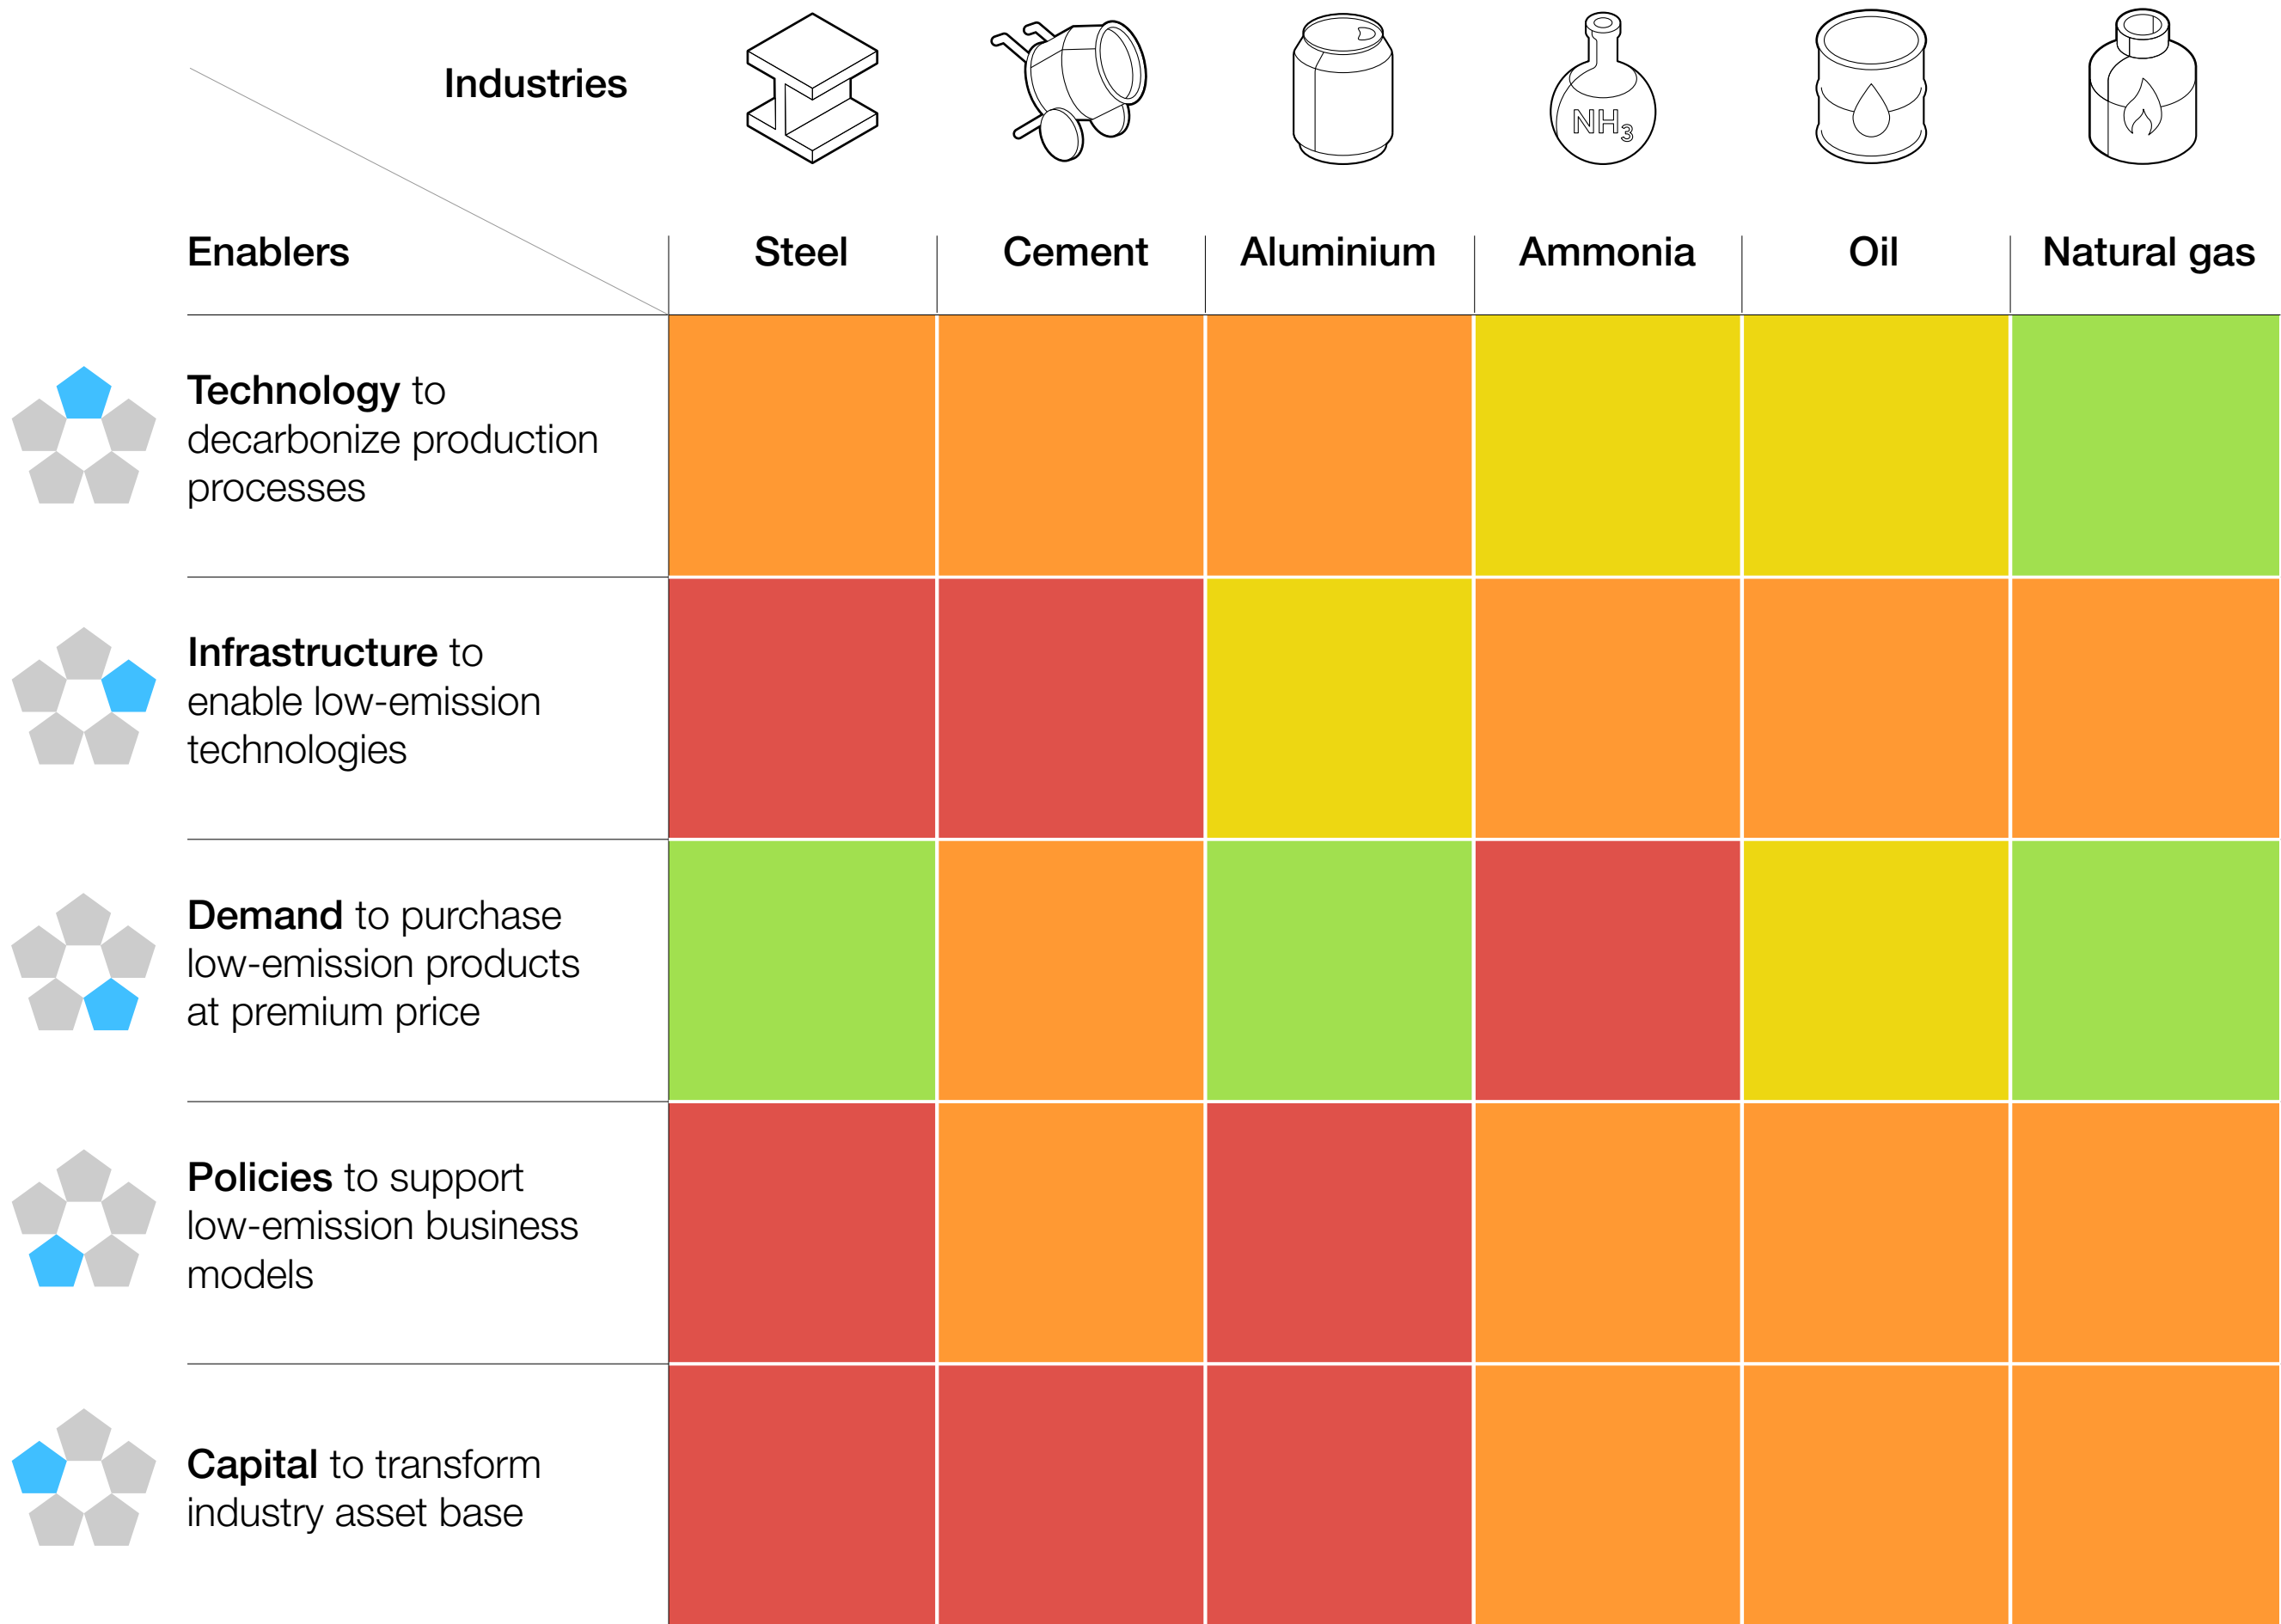 Industries
NH3
Enablers
Steel
Cement
Aluminium
Ammonia
Oil
Natural gas
Technology to
decarbonize production
processes
Infrastructure to
enable low-emission
technologies
Demand to purchase
low-emission products
at premium price
Policies to support
low-emission business
models
Capital to transform
industry asset base